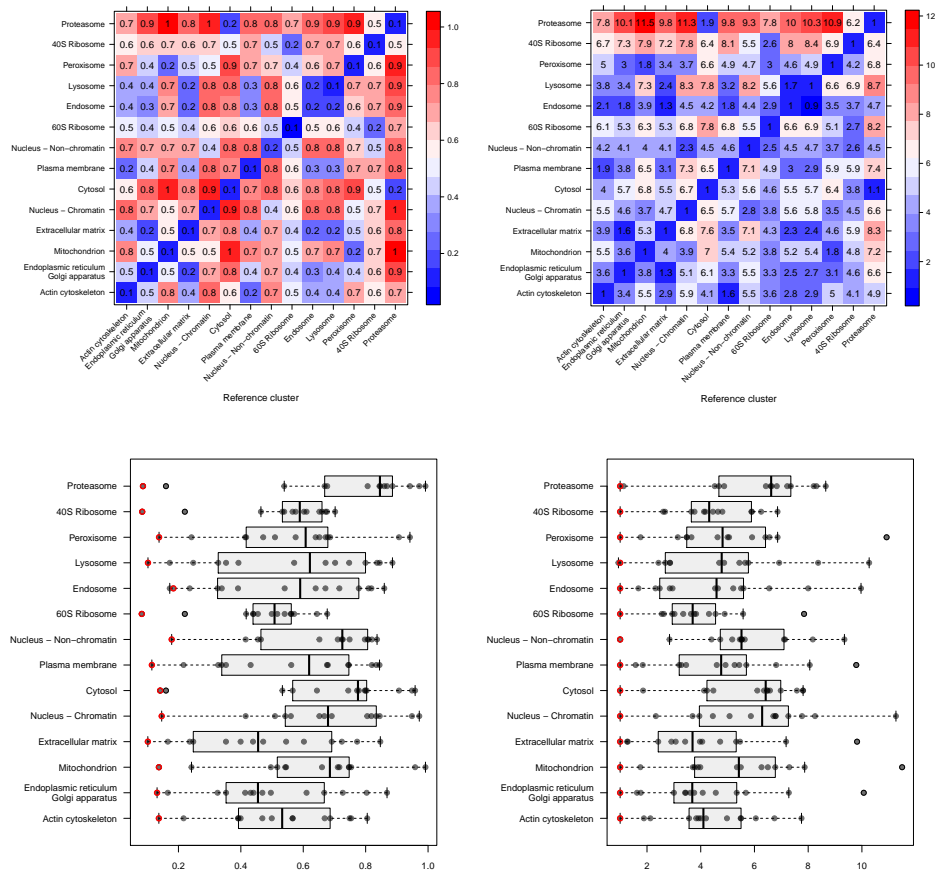 Proteasome 0.7 0.9 1 0.8 1 0.2 0.8 0.8 0.7 0.9 0.9 0.9 0.5 0.1
40S Ribosome 0.6 0.6 0.7 0.6 0.7 0.5 0.7 0.5 0.2 0.7 0.7 0.5 0.1 0.5
Peroxisome 0.7 0.4 0.2 0.5 0.5 0.9 0.7 0.7 0.4 0.6 0.7 0.1 0.6 0.9
Lysosome 0.4 0.4 0.7 0.2 0.8 0.8 0.3 0.8 0.6 0.2 0.1 0.7 0.7 0.9
Endosome 0.4 0.3 0.7 0.2 0.8 0.8 0.4 0.8 0.6 0.2 0.2 0.6 0.7 0.9
60S Ribosome 0.5 0.4 0.5 0.4 0.6 0.6 0.4 0.5 0.1 0.5 0.6 0.4 0.2 0.7
Nucleus − Non−chromatin 0.7 0.7 0.7 0.7 0.5 0.8 0.8 0.2 0.5 0.8 0.8 0.7 0.5 0.8
Plasma membrane 0.2 0.4 0.7 0.4 0.8 0.7 0.1 0.8 0.5 0.3 0.3 0.7 0.6 0.8
Cytosol 0.6 0.8 1 0.8 0.9 0.1 0.7 0.8 0.6 0.8 0.8 0.9 0.5 0.2
Nucleus − Chromatin 0.8 0.7 0.5 0.7 0.1 0.9 0.8 0.4 0.6 0.8 0.8 0.5 0.7 1
Extracellular matrix 0.4 0.2 0.5 0.1 0.7 0.8 0.4 0.7 0.5 0.2 0.3 0.5 0.6 0.8
Mitochondrion 0.8 0.5 0.1 0.5 0.5 1 0.7 0.7 0.6 0.7 0.7 0.2 0.7 1
Endoplasmic reticulum
Golgi apparatus 0.5 0.1 0.5 0.2 0.7 0.8 0.4 0.7 0.5 0.3 0.4 0.4 0.6 0.9
Actin cytoskeleton 0.1 0.5 0.8 0.4 0.8 0.6 0.2 0.7 0.5 0.4 0.4 0.7 0.6 0.7
Actin cytoskeleton
Endoplasmic reticulum
Golgi apparatus
Mitochondrion
Extracellular matrix
Nucleus − Chromatin
Cytosol
Plasma membrane
Nucleus − Non−chromatin
60S Ribosome
Endosome
Lysosome
Peroxisome
40S Ribosome
Proteasome
Reference cluster
1.0
0.8
0.6
0.4
0.2
Proteasome 7.8 10.1 11.5 9.8 11.3 1.9 9.8 9.3 7.8 10 10.3 10.9 6.2 1
40S Ribosome 6.7 7.3 7.9 7.2 7.8 6.4 8.1 5.5 2.6 8 8.4 6.9 1 6.4
Peroxisome 5 3 1.8 3.4 3.7 6.6 4.9 4.7 3.1 4.6 4.9 1 4.2 6.8
Lysosome 3.8 3.8 7.3 2.4 8.3 7.8 3.4 8.2 5.6 1.7 1 6.6 6.9 8.7
Endosome 2.1 1.8 3.9 1.3 4.5 4.2 1.8 4.4 2.9 1 0.9 3.5 3.7 4.7
60S Ribosome 6.1 5.3 6.3 5.3 6.8 7.8 6.8 5.5 1 6.6 6.9 5.1 2.7 8.2
Nucleus − Non−chromatin 4.2 4.1 4 4.1 2.3 4.5 4.6 1 2.9 4.5 4.7 3.7 2.6 4.5
Plasma membrane 1.9 3.4 6.5 3.7 6.5 5.3 1 7.1 4.9 2.9 3.2 5.9 5.6 7.4
Cytosol 4 5.7 6.8 5.5 6.7 1 5.3 5.6 4.6 5.5 5.7 6.5 3.8 1.1
Nucleus − Chromatin 5.5 4.6 3.7 4.7 1 6.5 5.7 2.8 3.8 5.9 5.8 3.5 4.5 6.6
Extracellular matrix 3.9 1.6 5.3 1 6.8 7.6 4.3 7.1 4.2 2.3 2.4 4.5 5.9 8.3
Mitochondrion 5.5 3.6 1 4 3.9 7 5.4 5 3.8 5.2 5.4 1.8 4.8 7.2
Endoplasmic reticulum
Golgi apparatus 3.6 1 3.8 1.3 5.1 6.1 3.3 5.5 3.5 2.5 2.7 3.1 4.6 6.6
Actin cytoskeleton 1 3.4 5.5 2.9 5.9 4.1 1.6 5.4 3.6 2.8 2.9 5 4.1 4.9
Actin cytoskeleton
Endoplasmic reticulum
Golgi apparatus
Mitochondrion
Extracellular matrix
Nucleus − Chromatin
Cytosol
Plasma membrane
Nucleus − Non−chromatin
60S Ribosome
Endosome
Lysosome
Peroxisome
40S Ribosome
Proteasome
Reference cluster
12
10
8
6
4
2
Proteasome
40S Ribosome
Peroxisome
Lysosome
Endosome
60S Ribosome
Nucleus − Non−chromatin
Plasma membrane
Cytosol
Nucleus − Chromatin
Extracellular matrix
Mitochondrion
Endoplasmic reticulum
Golgi apparatus
Actin cytoskeleton
0.2 0.4 0.6 0.8 1.0
Proteasome
40S Ribosome
Peroxisome
Lysosome
Endosome
60S Ribosome
Nucleus − Non−chromatin
Plasma membrane
Cytosol
Nucleus − Chromatin
Extracellular matrix
Mitochondrion
Endoplasmic reticulum
Golgi apparatus
Actin cytoskeleton
2 4 6 8 10